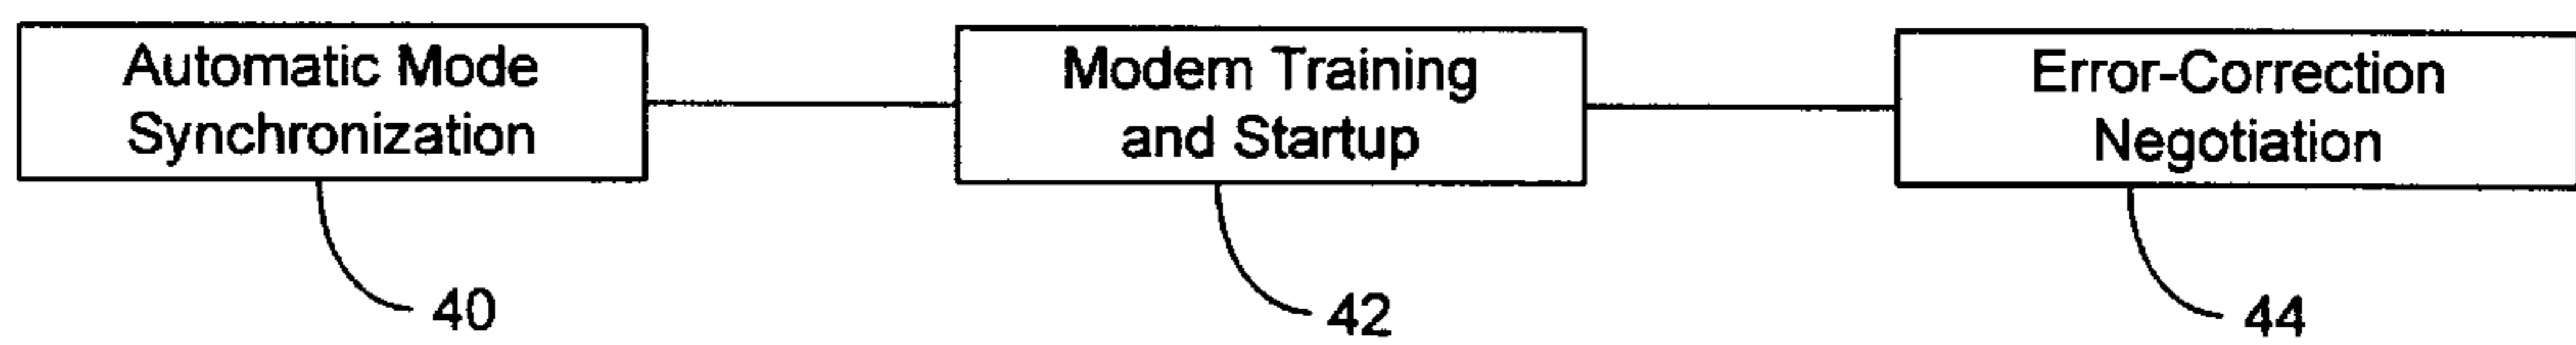 Automatic Mode
Synchronization
Modem Training
and Startup
Error-Correction
Negotiation
40
42
44